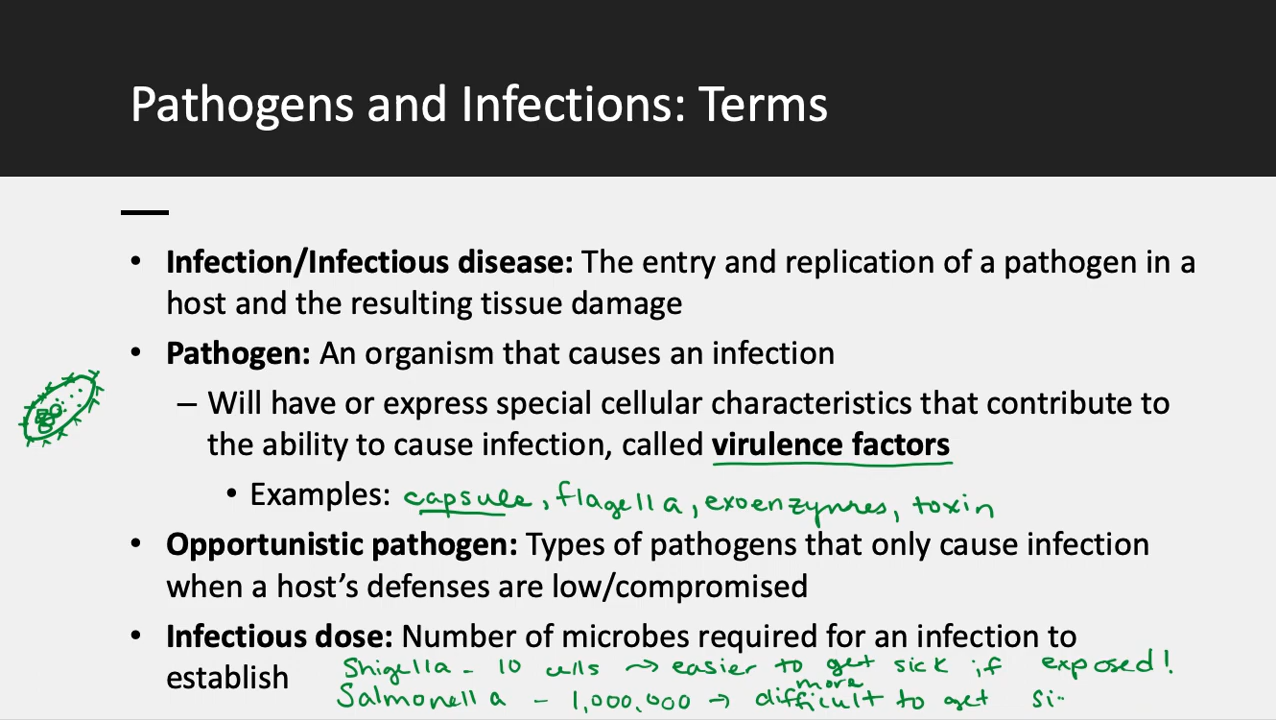 Pathogens and Infections: Terms
• Infection/Infectious disease: The entry and replication of a pathogen in a
host and the resulting tissue damage
• Pathogen: An organism that causes an infection
– Will have or express special cellular characteristics that contribute to
the ability to cause infection, called virulence factors
• Examples: capsule, flagella, exoenzymes, toxin
• Opportunistic pathogen: Types of pathogens that only cause infection
when a host’s defenses are low/compromised
• Infectious dose: Number of microbes required for an infection to
establish
Shigella - 10 cells → easier to get sick if exposed!
more
Salmonella - 1,000,000 → difficult to get